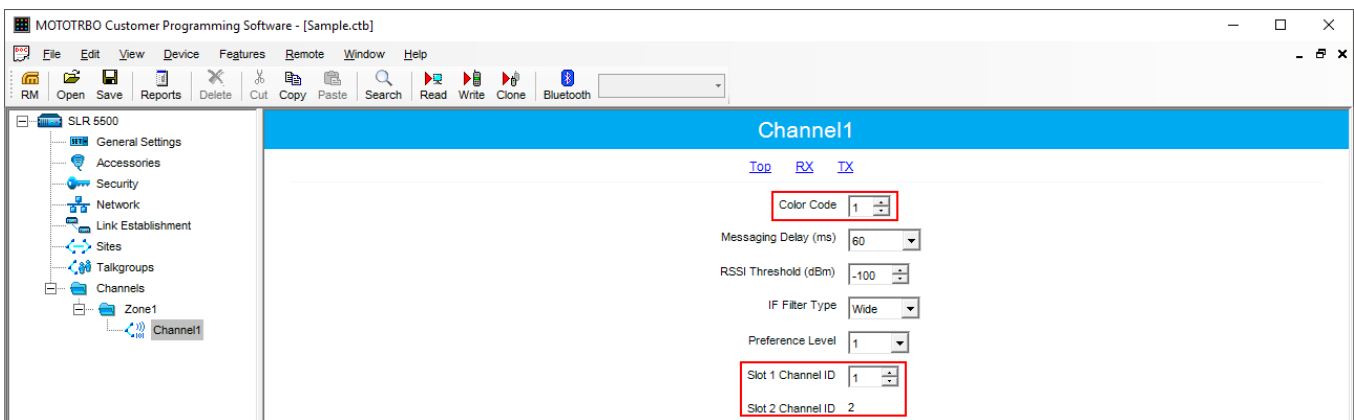 MOTOTRBO Customer Programming Software - [Sample.ctb]
File Edit View Device Features Remote Window Help
RM Open Save Reports Delete Cut Copy Paste Search Read Write Clone Bluetooth
SLR 5500
General Settings
Accessories
Security
Network
Link Establishment
Sites
Talkgroups
Channels
Zone1
Channel1
Channel1
Top RX TX
Color Code 1
Messaging Delay (ms) 60
RSSI Threshold (dBm) -100
IF Filter Type Wide
Preference Level 1
Slot 1 Channel ID 1
Slot 2 Channel ID 2